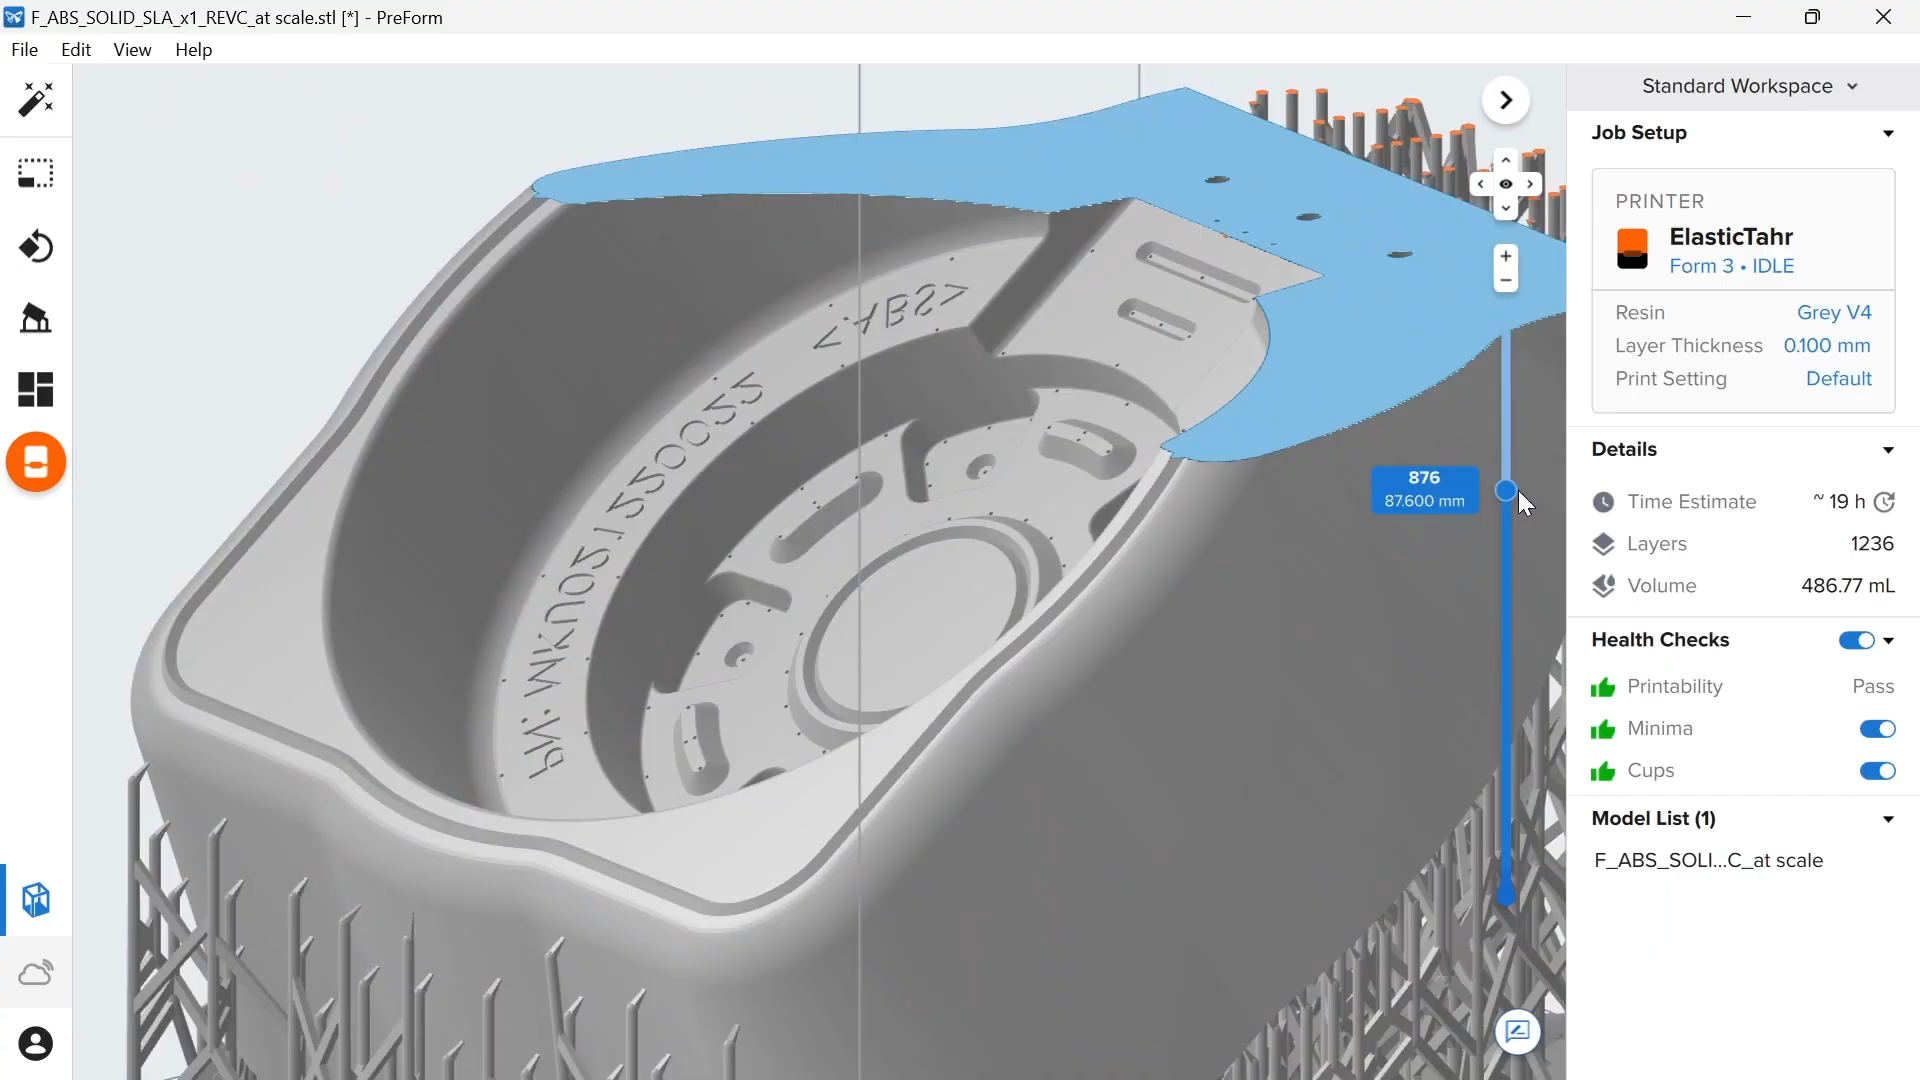 F_ABS_SOLID_SLA_x1_REVC_at scale.stl [*] - PreForm
File Edit View Help
Standard Workspace
Job Setup
PRINTER
ElasticTahr
Form 3 • IDLE
Resin Grey V4
Layer Thickness 0.100 mm
Print Setting Default
Details
Time Estimate ~ 19 h
Layers 1236
Volume 486.77 mL
Health Checks
Printability Pass
Minima
Cups
Model List (1)
F_ABS_SOLI...C_at scale
876
87.600 mm
>ABS<